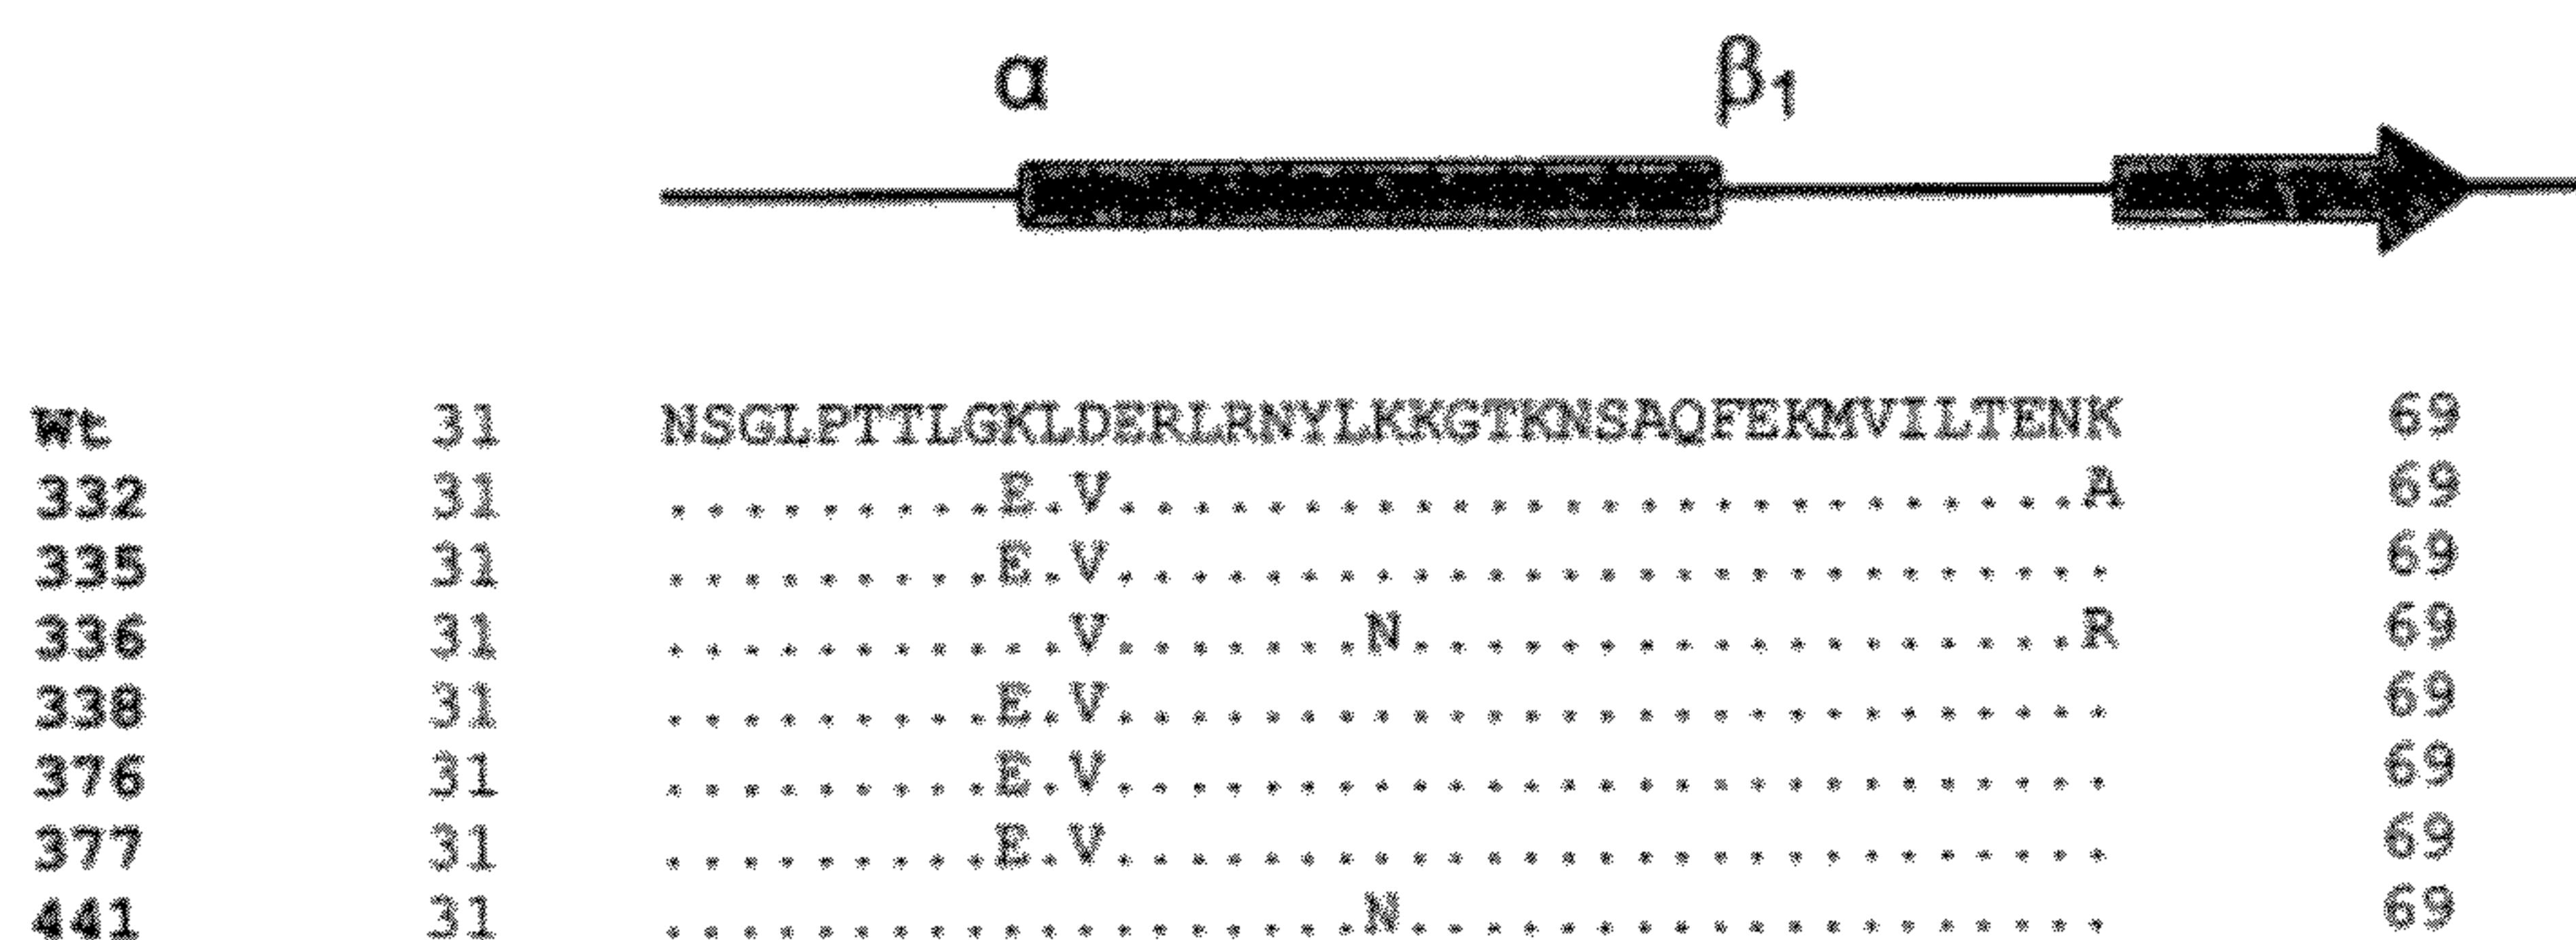 α β1
Wt 31 NSGLPTTLGKLDERLRNYLKKGTKNSAQFEKMVILTENK 69
332 31 .........E.V..........................A 69
335 31 .........E.V........................... 69
336 31 ...........V.......N..................R 69
338 31 .........E.V........................... 69
376 31 .........E.V........................... 69
377 31 .........E.V........................... 69
441 31 ...................N................... 69